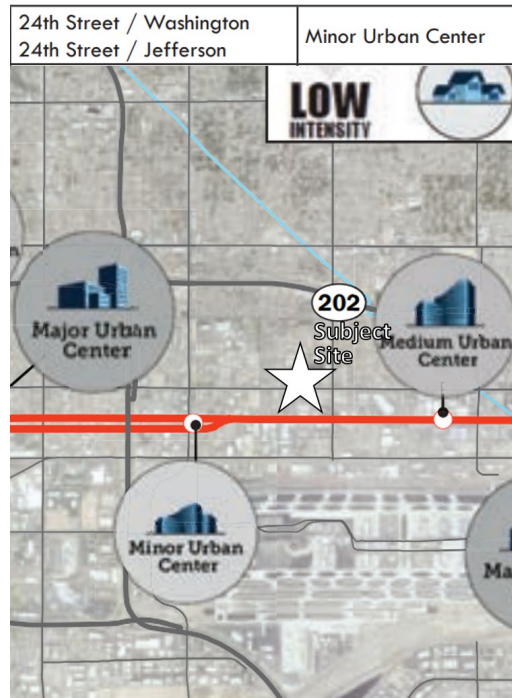 24th Street / Washington
24th Street / Jefferson
Minor Urban Center
LOW
INTENSITY
202
Subject
Site
Major Urban
Center
Medium Urban
Center
Minor Urban
Center
Ma